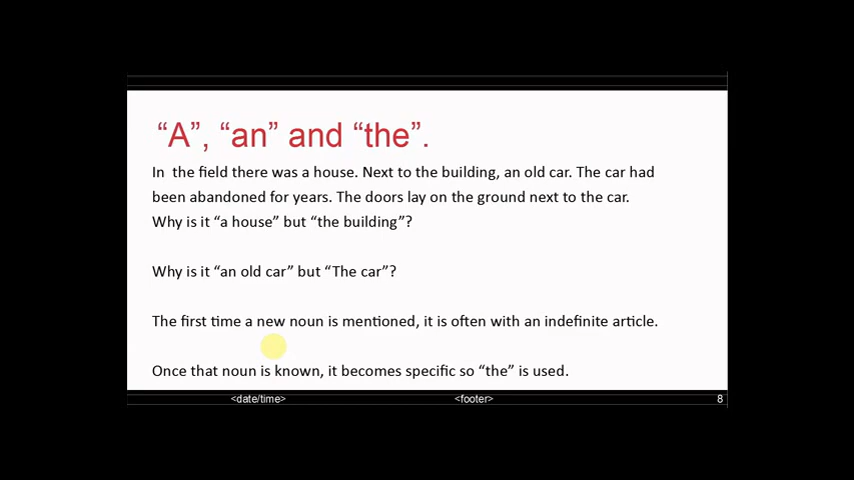 “A”, “an” and “the”.
In the field there was a house. Next to the building, an old car. The car had
been abandoned for years. The doors lay on the ground next to the car.
Why is it “a house” but “the building”?
Why is it “an old car” but “The car”?
The first time a new noun is mentioned, it is often with an indefinite article.
Once that noun is known, it becomes specific so “the” is used.
<date/time> <footer> 8